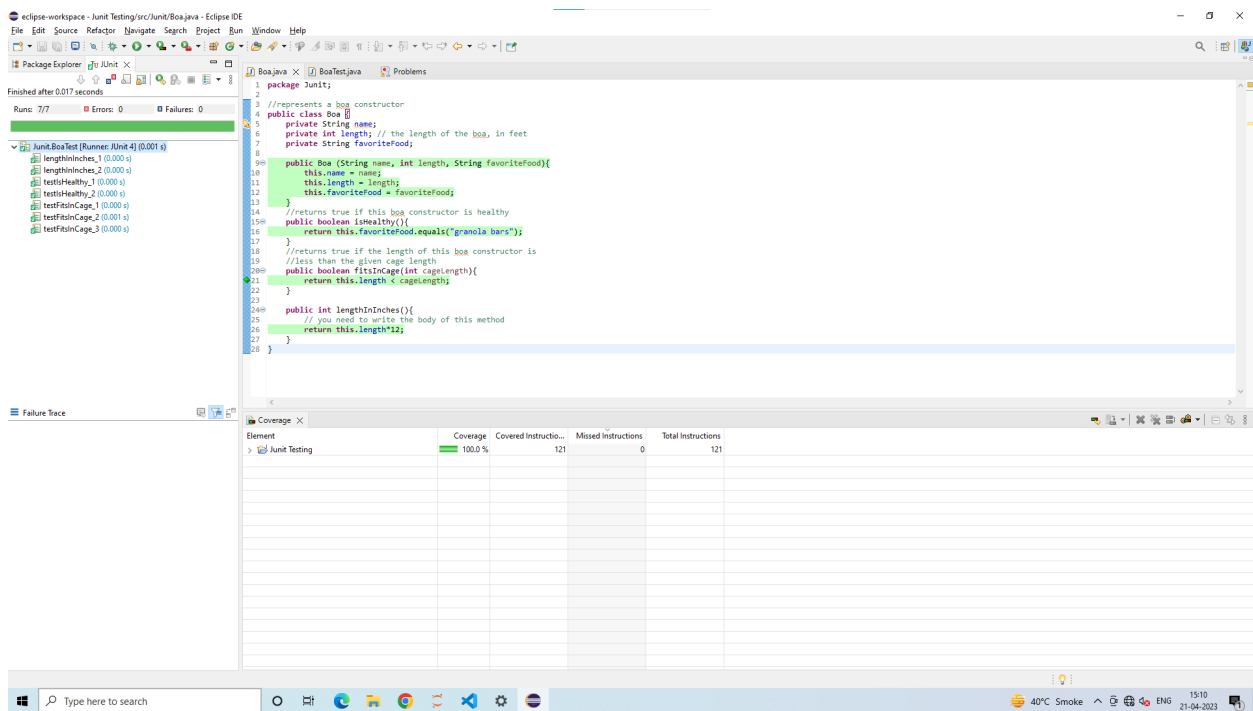 eclipse-workspace - Junit Testing/src/Junit/Boa.java - Eclipse IDE
File Edit Source Refactor Navigate Search Project Run Window Help
Package Explorer JUnit
Finished after 0.017 seconds
Runs: 7/7 Errors: 0 Failures: 0
Junit.BoaTest [Runner: JUnit 4] (0.001 s)
lengthInInches_1 (0.000 s)
lengthInInches_2 (0.000 s)
testIsHealthy_1 (0.000 s)
testIsHealthy_2 (0.000 s)
testFitsInCage_1 (0.000 s)
testFitsInCage_2 (0.001 s)
testFitsInCage_3 (0.000 s)
Failure Trace
Boa.java BoaTest.java Problems
1 package Junit;
2
3 //represents a boa constructor
4 public class Boa {
5 private String name;
6 private int length; // the length of the boa, in feet
7 private String favoriteFood;
8
9 public Boa (String name, int length, String favoriteFood){
10 this.name = name;
11 this.length = length;
12 this.favoriteFood = favoriteFood;
13 }
14 //returns true if this boa constructor is healthy
15 public boolean isHealthy(){
16 return this.favoriteFood.equals("granola bars");
17 }
18 //returns true if the length of this boa constructor is
19 //less than the given cage length
20 public boolean fitsInCage(int cageLength){
21 return this.length < cageLength;
22 }
23
24 public int lengthInInches(){
25 // you need to write the body of this method
26 return this.length*12;
27 }
28 }
Coverage
Element Coverage Covered Instructio... Missed Instructions Total Instructions
Junit Testing 100.0 % 121 0 121
Type here to search
40°C Smoke ENG 15:10
21-04-2023